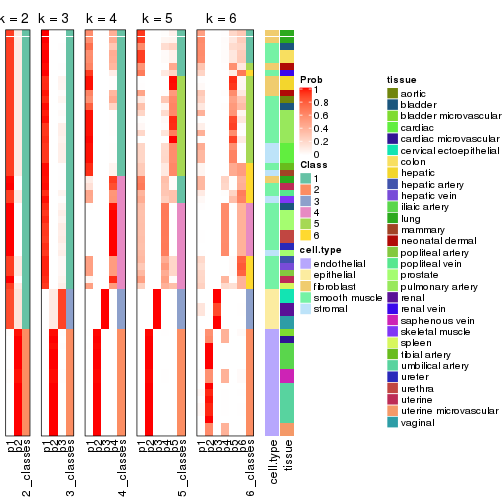 k = 2
k = 3
k = 4
k = 5
k = 6
Prob
1
0.8
0.6
0.4
0.2
0
Class
1
2
3
4
5
6
cell.type
endothelial
epithelial
fibroblast
smooth muscle
stromal
tissue
aortic
bladder
bladder microvascular
cardiac
cardiac microvascular
cervical ectoepithelial
colon
hepatic
hepatic artery
hepatic vein
iliaic artery
lung
mammary
neonatal dermal
popliteal artery
popliteal vein
prostate
pulmonary artery
renal
renal vein
saphenous vein
skeletal muscle
spleen
tibial artery
umbilical artery
ureter
urethra
uterine
uterine microvascular
vaginal
p1
p2
2_classes
p1
p2
p3
3_classes
p1
p2
p3
p4
4_classes
p1
p2
p3
p4
p5
5_classes
p1
p2
p3
p4
p5
p6
6_classes
cell.type
tissue